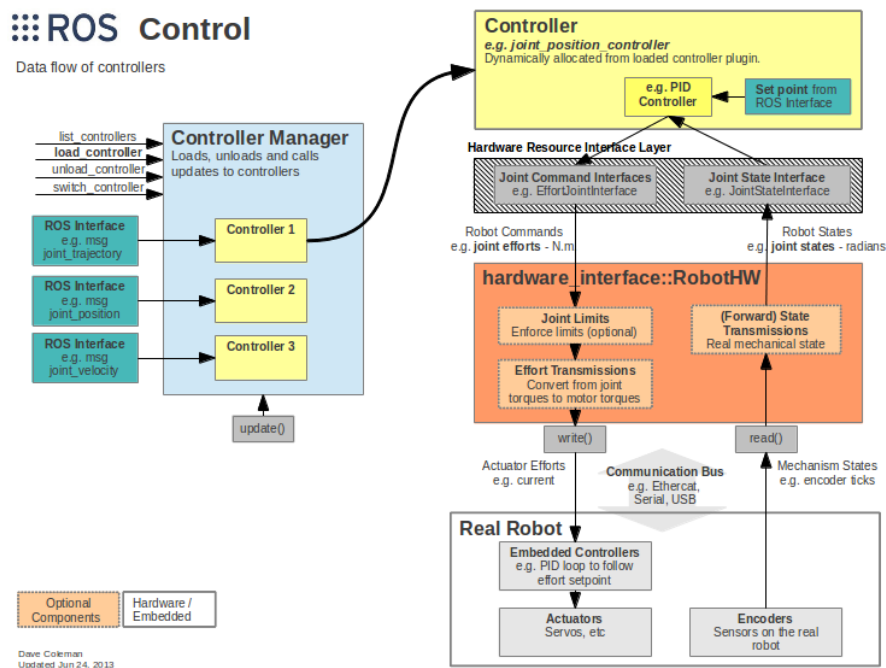 ROS Control
Data flow of controllers
list_controllers
load_controller
unload_controller
switch_controller
Controller Manager
Loads, unloads and calls
updates to controllers
ROS Interface
e.g. msg
joint_trajectory
Controller 1
ROS Interface
e.g. msg
joint_position
Controller 2
ROS Interface
e.g. msg
joint_velocity
Controller 3
update()
Controller
e.g. joint_position_controller
Dynamically allocated from loaded controller plugin.
e.g. PID
Controller
Set point from
ROS Interface
Hardware Resource Interface Layer
Joint Command Interfaces
e.g. EffortJointInterface
Joint State Interface
e.g. JointStateInterface
Robot Commands
e.g. joint efforts - N.m
Robot States
e.g. joint states - radians
hardware_interface::RobotHW
Joint Limits
Enforce limits (optional)
(Forward) State
Transmissions
Real mechanical state
Effort Transmissions
Convert from joint
torques to motor torques
write()
read()
Actuator Efforts
e.g. current
Communication Bus
e.g. Ethercat,
Serial, USB
Mechanism States
e.g. encoder ticks
Real Robot
Embedded Controllers
e.g. PID loop to follow
effort setpoint
Actuators
Servos, etc
Encoders
Sensors on the real
robot
Optional
Components
Hardware /
Embedded
Dave Coleman
Updated Jun 24, 2013